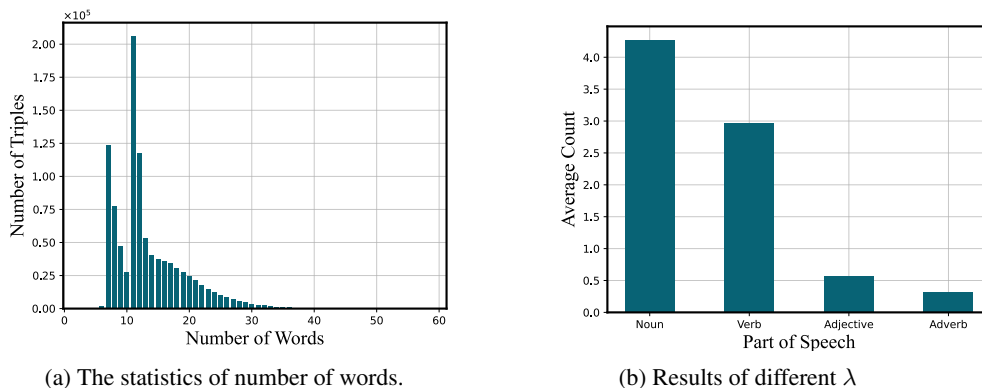 ×10⁵
2.00
1.75
1.50
1.25
1.00
0.75
0.50
0.25
0.00
Number of Triples
0 10 20 30 40 50 60
Number of Words
(a) The statistics of number of words.
4.0
3.5
3.0
2.5
2.0
1.5
1.0
0.5
0.0
Average Count
Noun Verb Adjective Adverb
Part of Speech
(b) Results of different λ